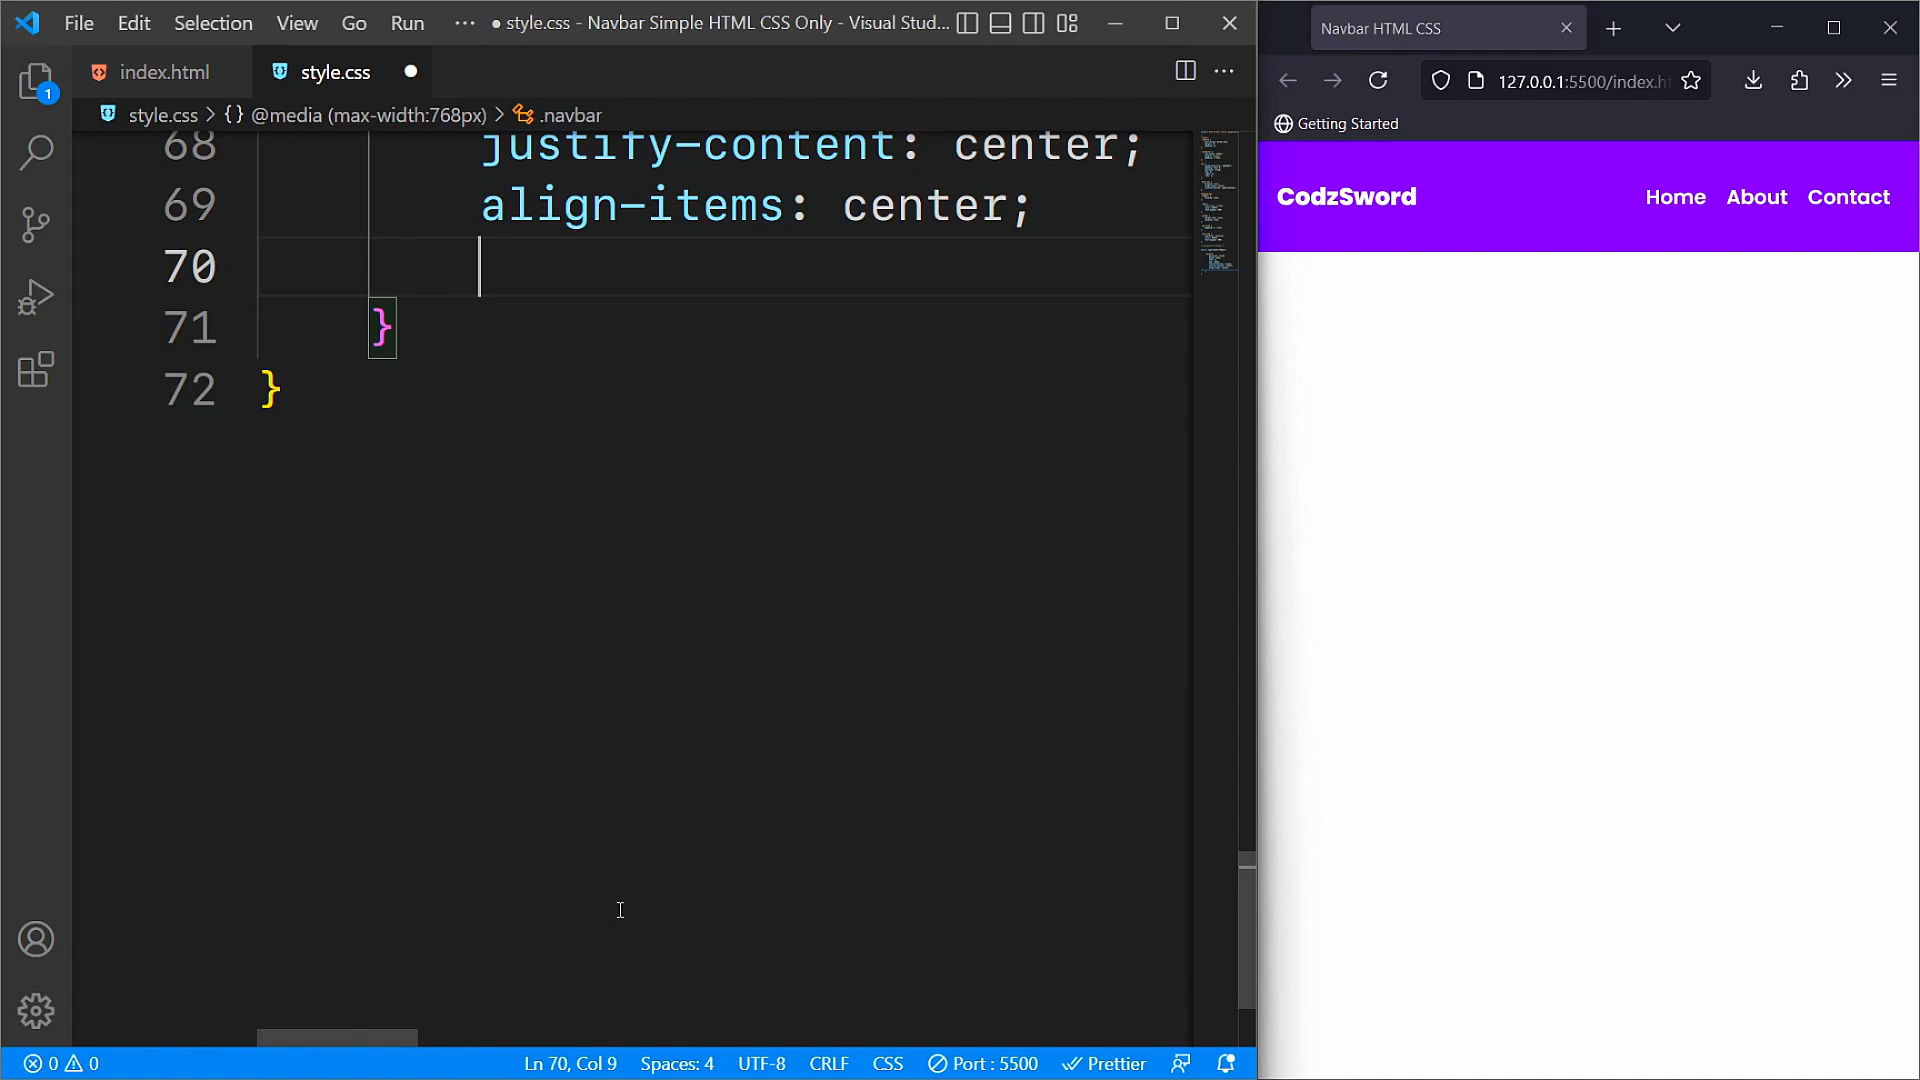 File Edit Selection View Go Run ··· ● style.css - Navbar Simple HTML CSS Only - Visual Stud...
index.html style.css
style.css > {} @media (max-width:768px) > .navbar
68 justify-content: center;
69 align-items: center;
70
71 }
72 }
1
0 0 Ln 70, Col 9 Spaces: 4 UTF-8 CRLF CSS Port : 5500 Prettier
Navbar HTML CSS
127.0.0.1:5500/index.h
Getting Started
CodzSword Home About Contact